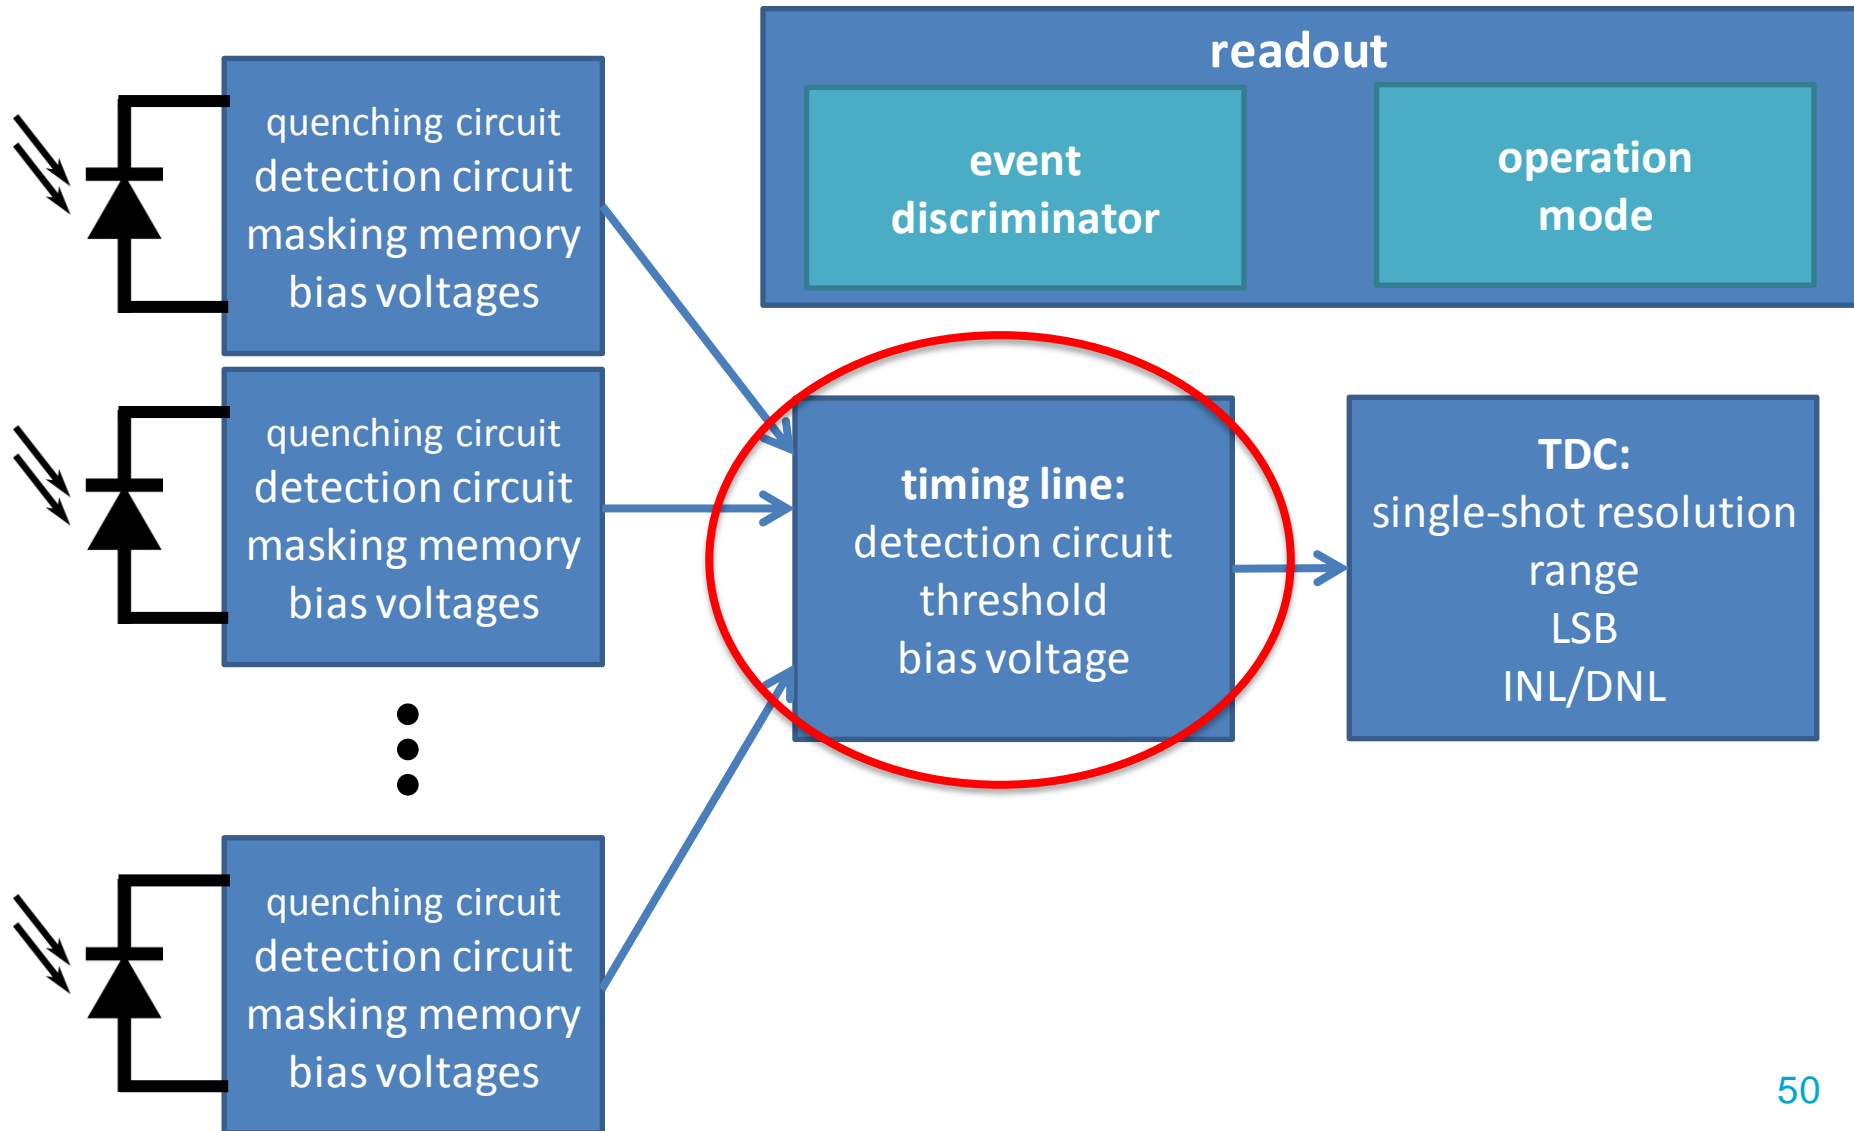 quenching circuit
detection circuit
masking memory
bias voltages
quenching circuit
detection circuit
masking memory
bias voltages
quenching circuit
detection circuit
masking memory
bias voltages
readout
event
discriminator
operation
mode
timing line:
detection circuit
threshold
bias voltage
TDC:
single-shot resolution
range
LSB
INL/DNL
50